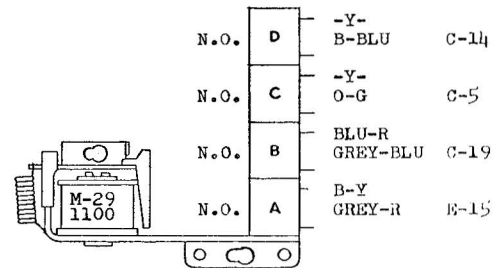 -Y-
N.O. D B-BLU C-14
-Y-
N.O. C O-G C-5
BLU-R
N.O. B GREY-BLU C-19
B-Y
N.O. A GREY-R E-15
M-29
1100